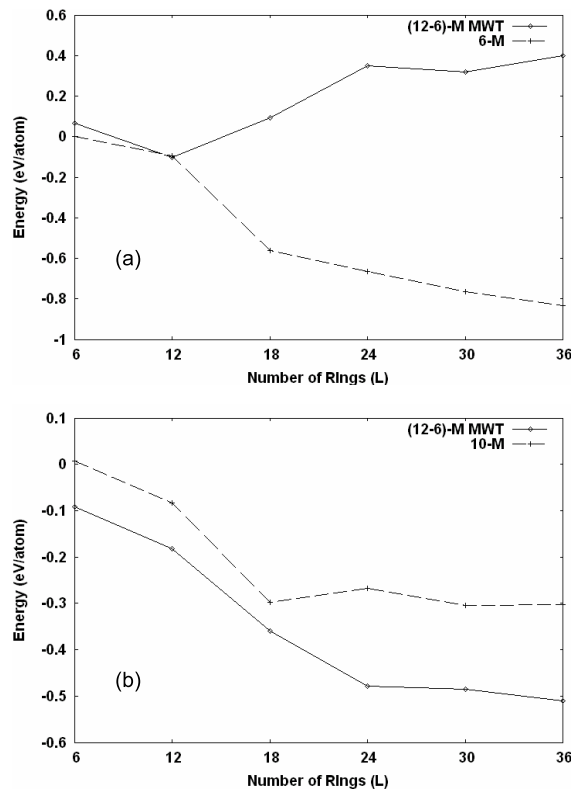 0.6
(12-6)-M MWT
6-M
0.4
0.2
0
-0.2
-0.4
-0.6
-0.8
-1
Energy (eV/atom)
(a)
6
12
18
24
30
36
Number of Rings (L)
0.1
(12-6)-M MWT
10-M
0
-0.1
-0.2
-0.3
-0.4
-0.5
-0.6
Energy (eV/atom)
(b)
6
12
18
24
30
36
Number of Rings (L)